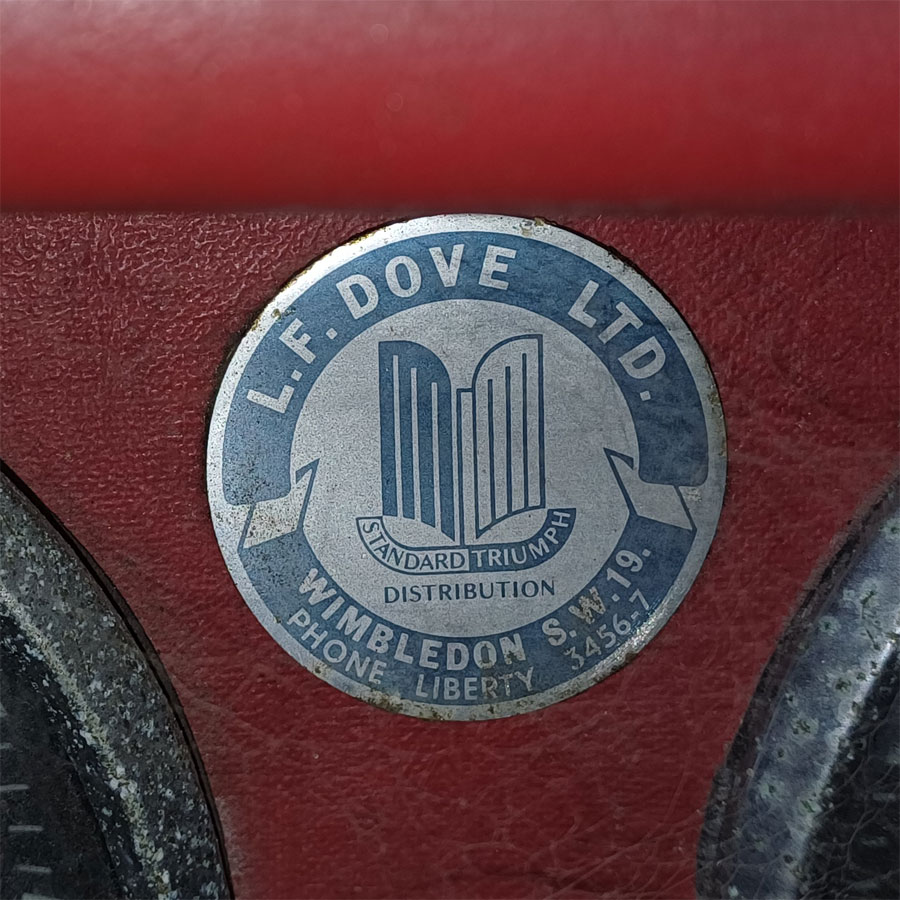 L.F. DOVE LTD.
STANDARD TRIUMPH
DISTRIBUTION
WIMBLEDON S.W.19.
PHONE LIBERTY 3456-7